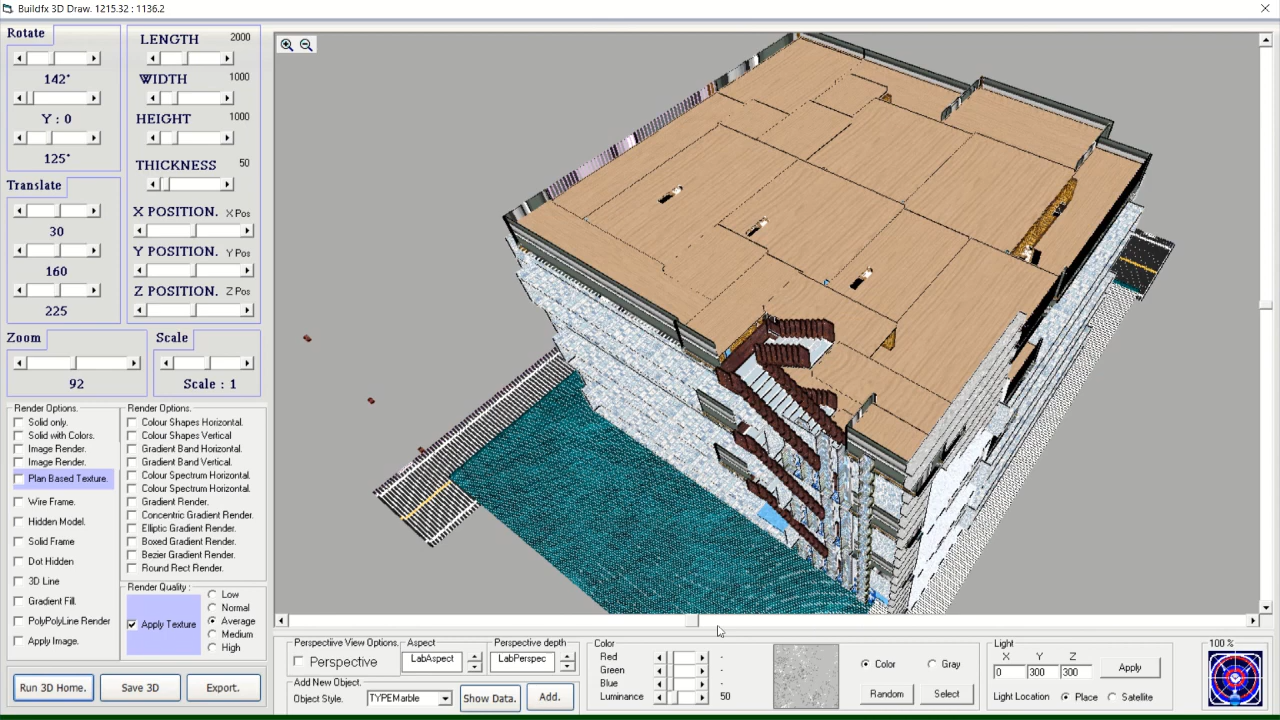 Buildfx 3D Draw. 1215.32 : 1136.2
Rotate
142°
Y : 0
125°
Translate
30
160
225
LENGTH 2000
WIDTH 1000
HEIGHT 1000
THICKNESS 50
X POSITION. X Pos
Y POSITION. Y Pos
Z POSITION. Z Pos
Zoom
92
Scale
Scale : 1
Render Options.
Solid only.
Solid with Colors.
Image Render.
Image Render.
Plan Based Texture.
Wire Frame.
Hidden Model.
Solid Frame
Dot Hidden
3D Line
Gradient Fill.
PolyPolyLine Render
Apply Image.
Render Options.
Colour Shapes Horizontal.
Colour Shapes Vertical
Gradient Band Horizontal.
Gradient Band Vertical.
Colour Spectrum Horizontal.
Colour Spectrum Horizontal.
Gradient Render.
Concentric Gradient Render.
Elliptic Gradient Render.
Boxed Gradient Render.
Bezier Gradient Render.
Round Rect Render.
Render Quality :
Apply Texture
Low
Normal
Average
Medium
High
Run 3D Home.
Save 3D
Export.
Perspective View Options.
Perspective
Aspect
LabAspect
Perspective depth
LabPerspec
Add New Object.
Object Style:
TYPEMarble
Show Data.
Add.
Color
Red -
Green -
Blue -
Luminance 50
Color
Gray
Random
Select
Light
X Y Z
0 300 300
Apply
Light Location
Place
Satellite
100 %